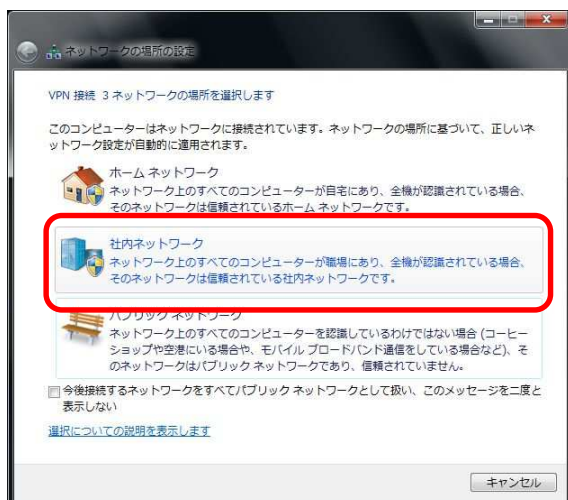 ネットワークの場所の設定
VPN 接続 3 ネットワークの場所を選択します
このコンピューターはネットワークに接続されています。ネットワークの場所に基づいて、正しいネ
ットワーク設定が自動的に適用されます。
ホーム ネットワーク
ネットワーク上のすべてのコンピューターが自宅にあり、全機が認識されている場合、
そのネットワークは信頼されているホーム ネットワークです。
社内ネットワーク
ネットワーク上のすべてのコンピューターが職場にあり、全機が認識されている場合、
そのネットワークは信頼されている社内ネットワークです。
パブリック ネットワーク
ネットワーク上のすべてのコンピューターを認識しているわけではない場合 (コーヒー
ショップや空港にいる場合や、モバイル ブロードバンド通信をしている場合など)、そ
のネットワークはパブリック ネットワークであり、信頼されていません。
今後接続するネットワークをすべてパブリック ネットワークとして扱い、このメッセージを二度と
表示しない
選択についての説明を表示します
キャンセル